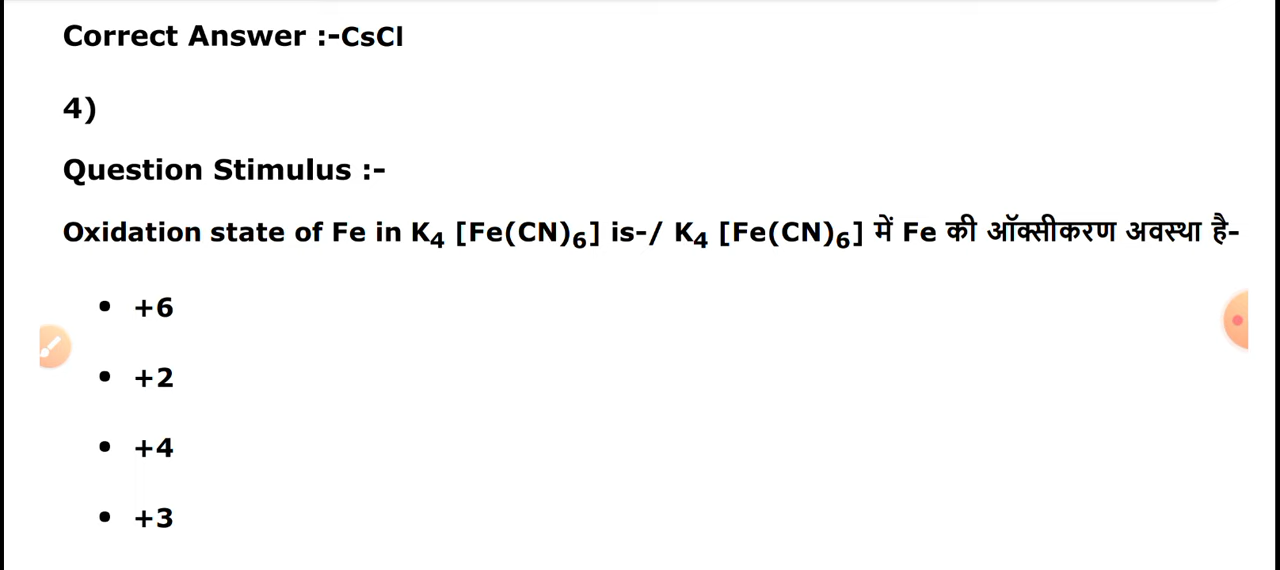 Correct Answer :-CsCl
4)
Question Stimulus :-
Oxidation state of Fe in K₄ [Fe(CN)₆] is-/ K₄ [Fe(CN)₆] में Fe की ऑक्सीकरण अवस्था है-
• +6
• +2
• +4
• +3